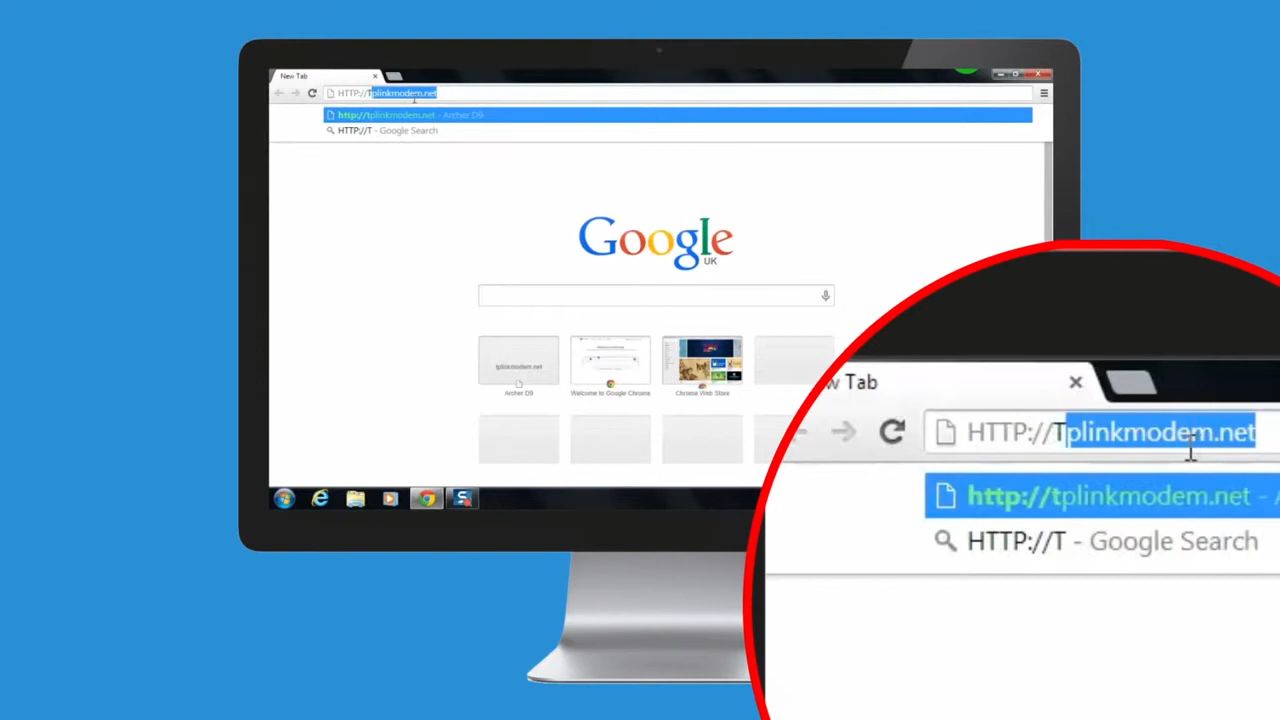 New Tab
HTTP://Tplinkmodem.net
http://tplinkmodem.net - Archer D9
HTTP://T - Google Search
Google
UK
tplinkmodem.net
Archer D9
Welcome to Google Chrome
Chrome Web Store
w Tab
HTTP://Tplinkmodem.net
http://tplinkmodem.net - A
HTTP://T - Google Search